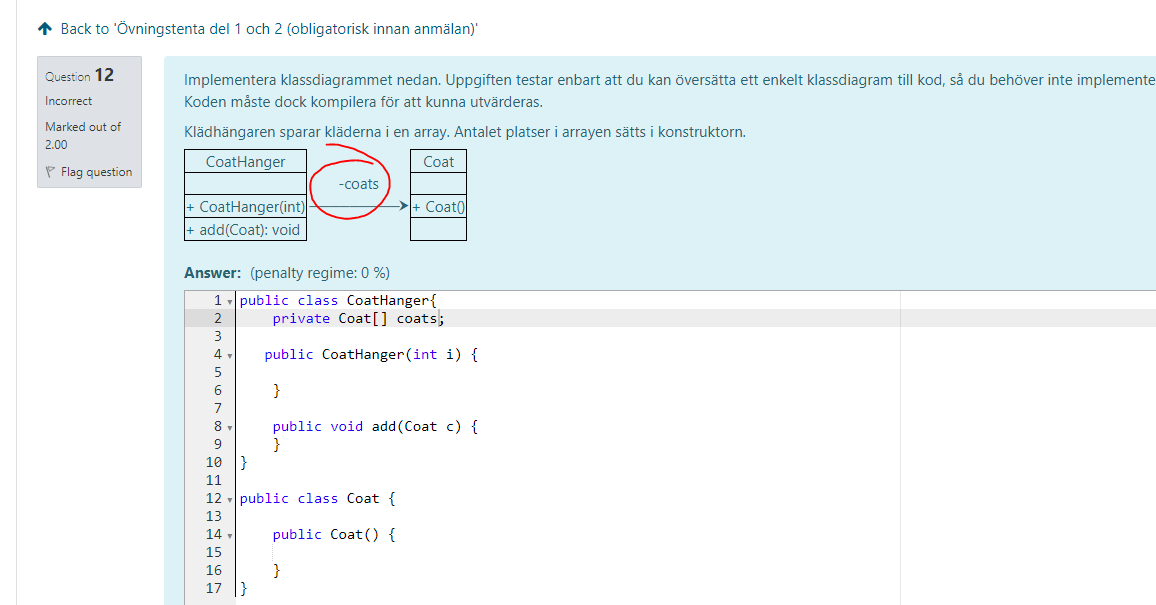 Back to 'Övningstenta del 1 och 2 (obligatorisk innan anmälan)'
Question 12
Incorrect
Marked out of
2.00
Flag question
Implementera klassdiagrammet nedan. Uppgiften testar enbart att du kan översätta ett enkelt klassdiagram till kod, så du behöver inte implemente
Koden måste dock kompilera för att kunna utvärderas.
Klädhängaren sparar kläderna i en array. Antalet platser i arrayen sätts i konstruktorn.
CoatHanger
-coats
Coat
+ CoatHanger(int)
+ Coat()
+ add(Coat): void
Answer: (penalty regime: 0 %)
1 public class CoatHanger{
2 private Coat[] coats;
3
4 public CoatHanger(int i) {
5
6 }
7
8 public void add(Coat c) {
9 }
10 }
11
12 public class Coat {
13
14 public Coat() {
15
16 }
17 }